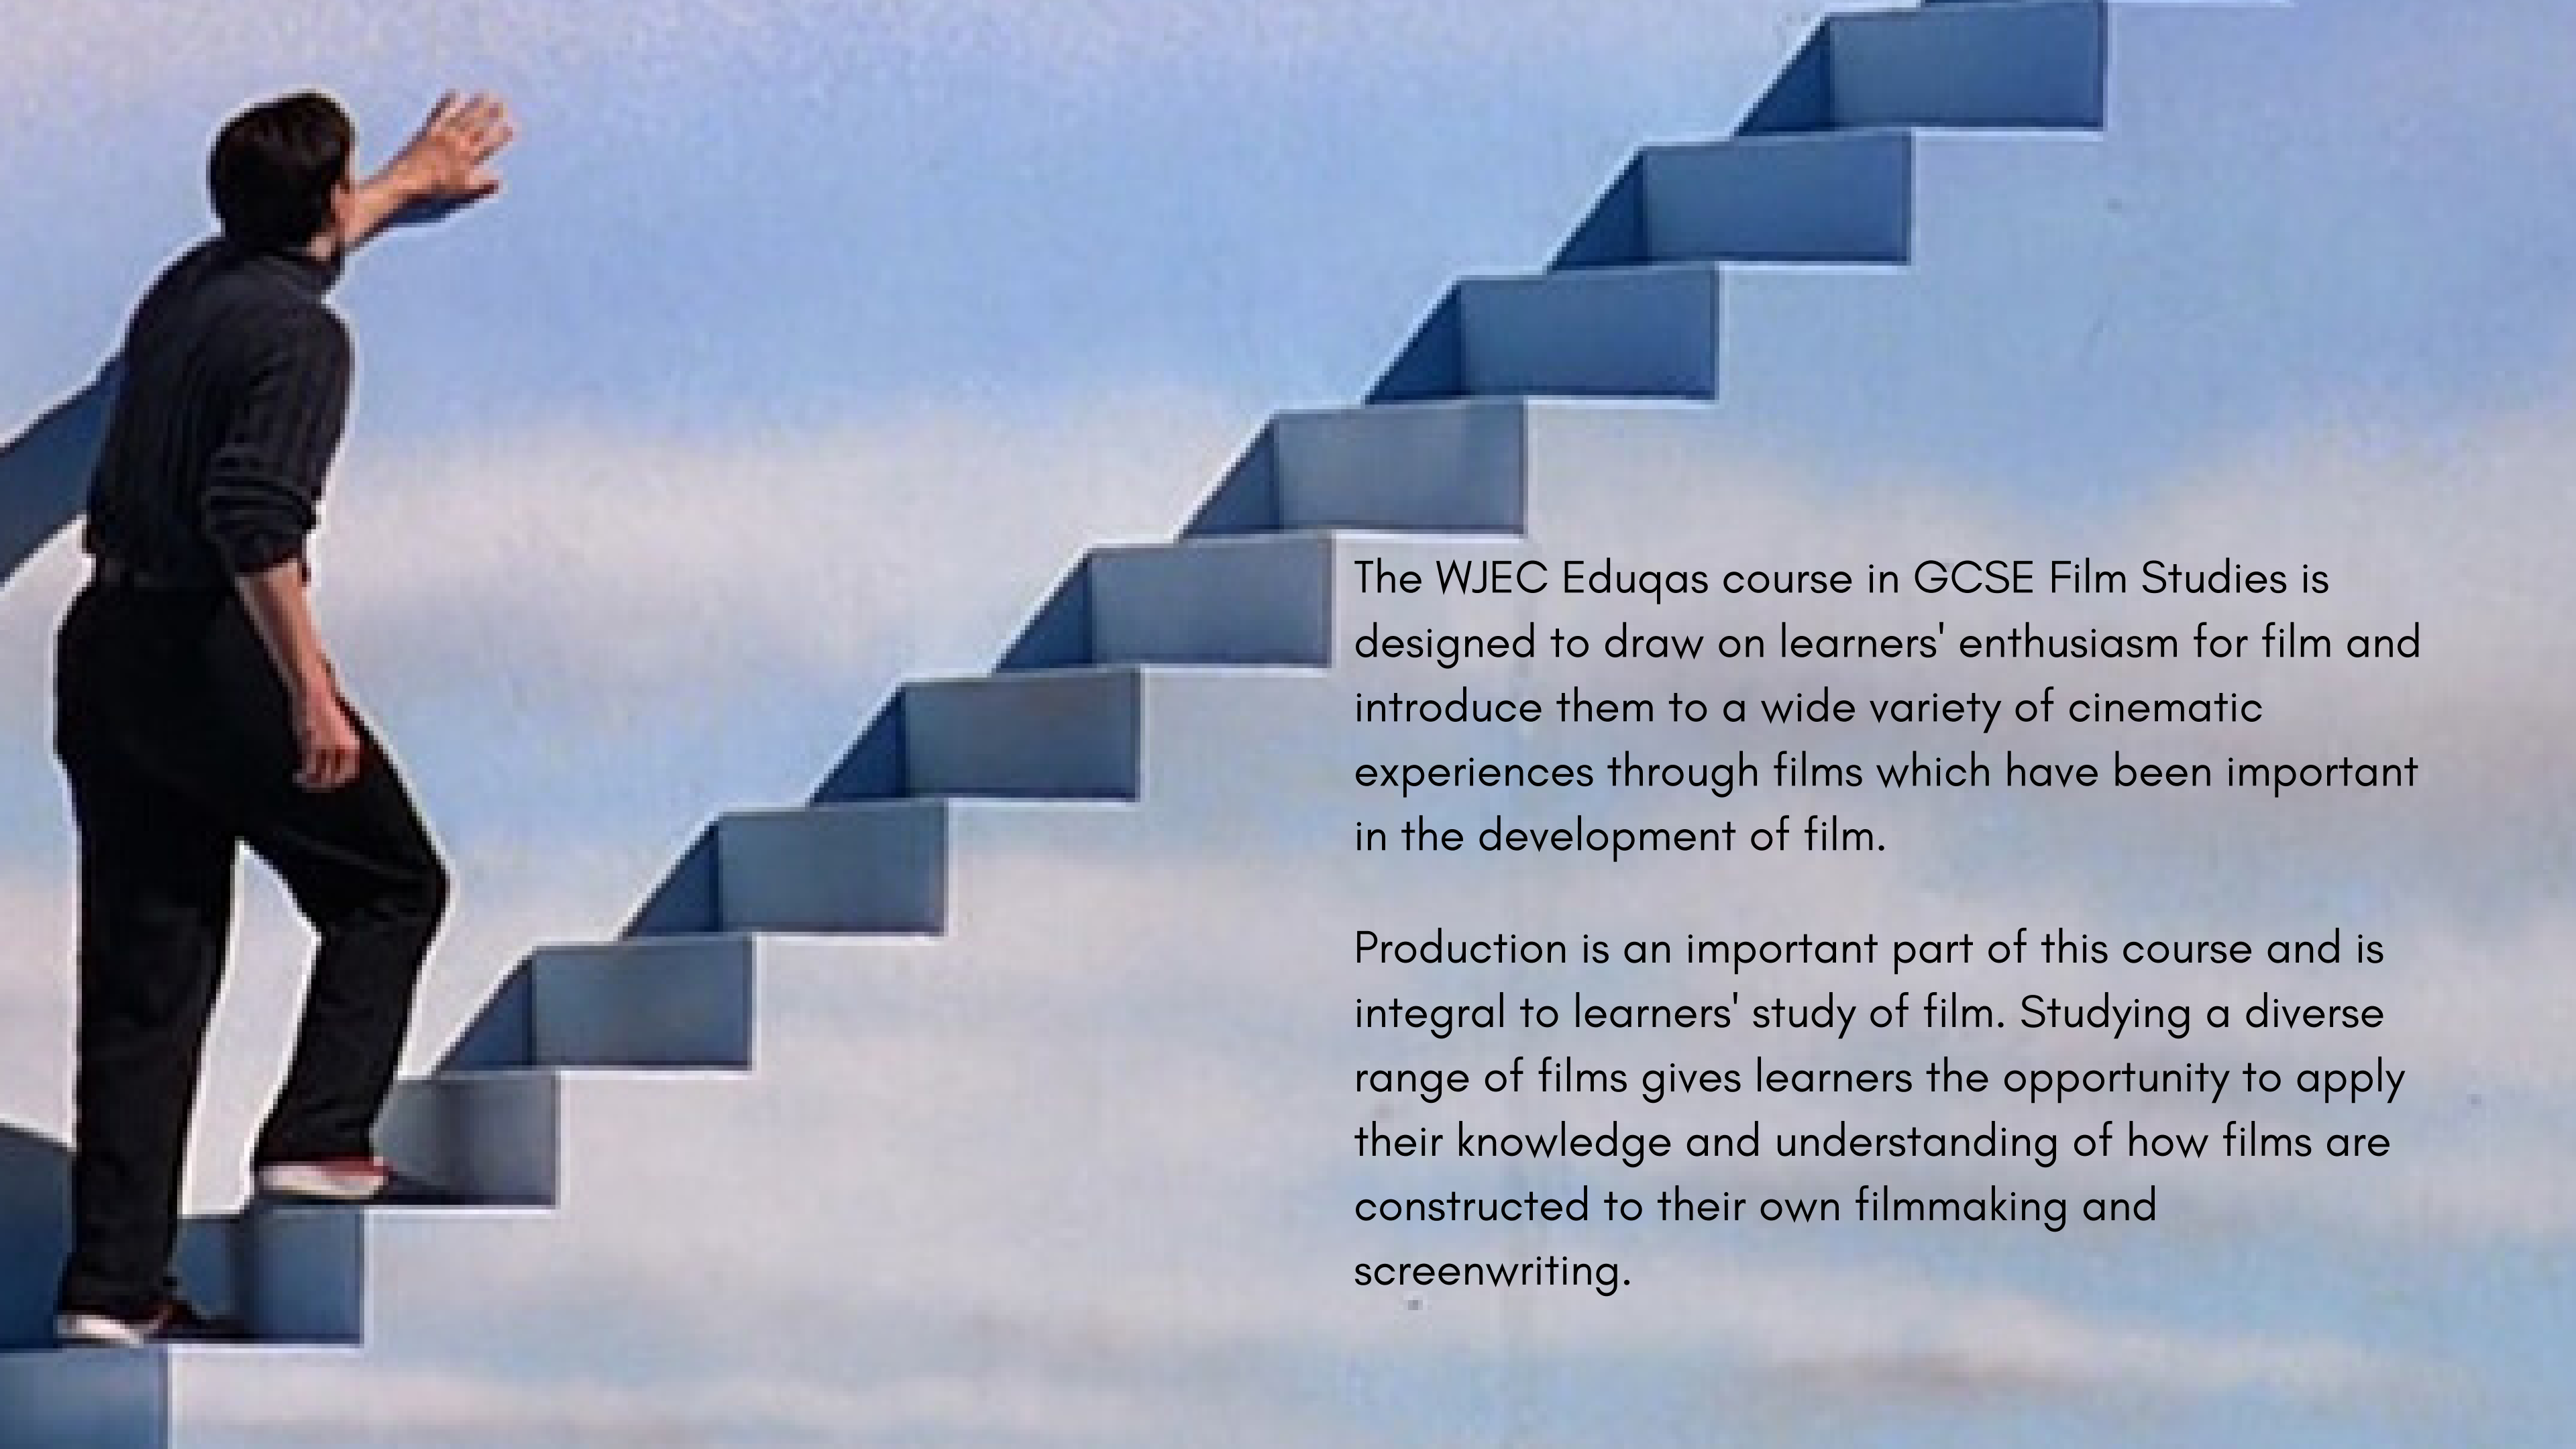 The WJEC Eduqas course in GCSE Film Studies is
designed to draw on learners' enthusiasm for film and
introduce them to a wide variety of cinematic
experiences through films which have been important
in the development of film.
Production is an important part of this course and is
integral to learners' study of film. Studying a diverse
range of films gives learners the opportunity to apply
their knowledge and understanding of how films are
constructed to their own filmmaking and
screenwriting.